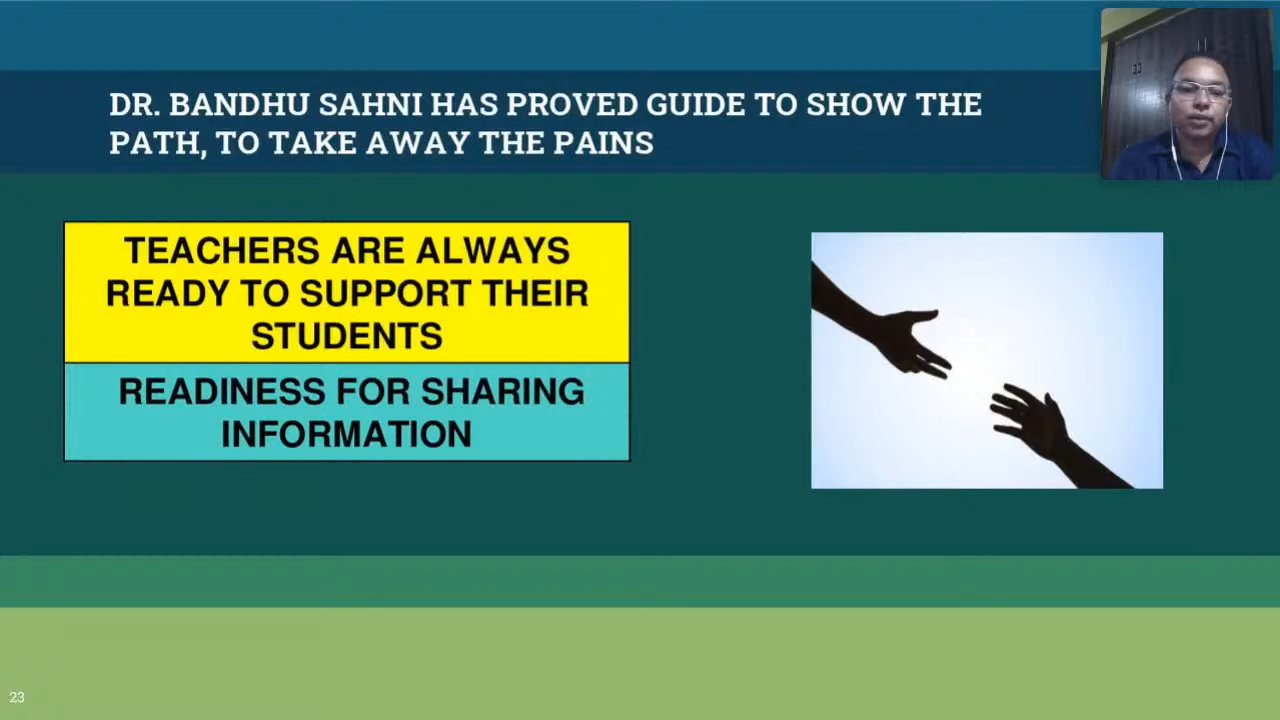 DR. BANDHU SAHNI HAS PROVED GUIDE TO SHOW THE
PATH, TO TAKE AWAY THE PAINS
TEACHERS ARE ALWAYS
READY TO SUPPORT THEIR
STUDENTS
READINESS FOR SHARING
INFORMATION
23